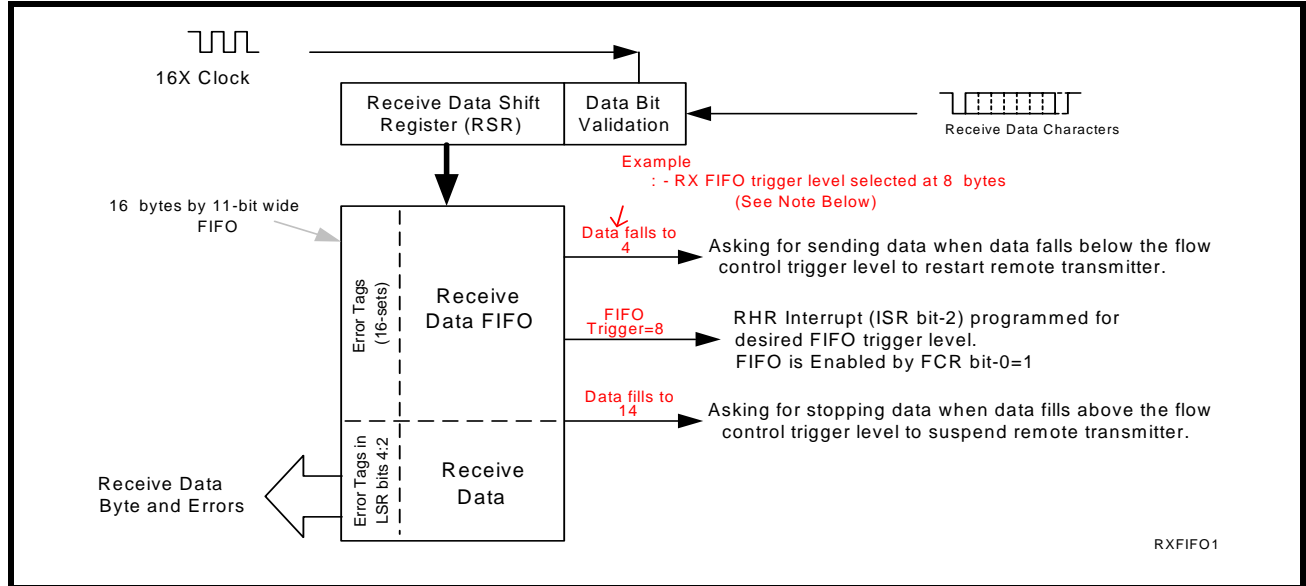 16X Clock
Receive Data Shift
Register (RSR)
Data Bit
Validation
Receive Data Characters
Example
: - RX FIFO trigger level selected at 8 bytes
(See Note Below)
16 bytes by 11-bit wide
FIFO
Data falls to
4
Asking for sending data when data falls below the flow
control trigger level to restart remote transmitter.
Error Tags
(16-sets)
Receive
Data FIFO
FIFO
Trigger=8
RHR Interrupt (ISR bit-2) programmed for
desired FIFO trigger level.
FIFO is Enabled by FCR bit-0=1
Data fills to
14
Asking for stopping data when data fills above the flow
control trigger level to suspend remote transmitter.
Error Tags in
LSR bits 4:2
Receive
Data
Receive Data
Byte and Errors
RXFIFO1